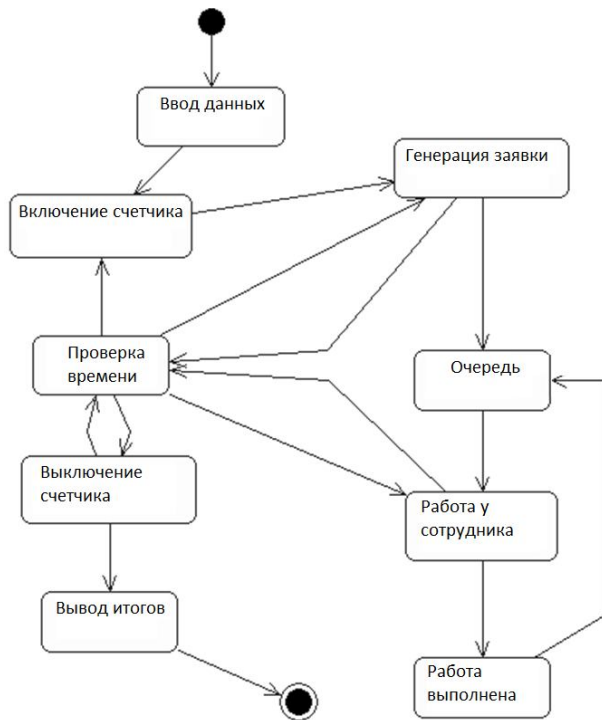 Ввод данных
Генерация заявки
Включение счетчика
Проверка
времени
Очередь
Выключение
счетчика
Работа у
сотрудника
Вывод итогов
Работа
выполнена